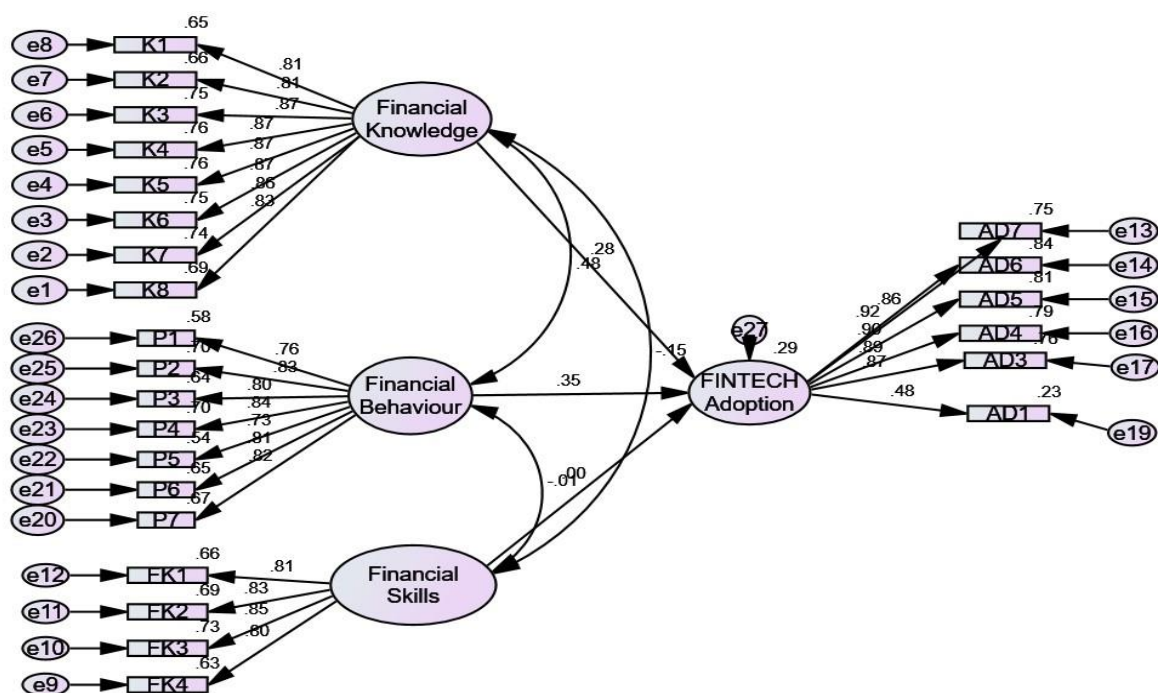 .65
e8 K1
.81
.66
e7 K2
.81
.75
e6 K3
.87
.76
e5 K4
.87
.76
e4 K5
.87
.75
e3 K6
.86
.74
e2 K7
.83
.69
e1 K8
Financial
Knowledge
.28
.48
-.15
.58
e26 P1
.76
.70
e25 P2
.83
.64
e24 P3
.80
.70
e23 P4
.84
.54
e22 P5
.73
.65
e21 P6
.81
.67
e20 P7
.82
Financial
Behaviour
.35
.00
-.01
.66
e12 FK1
.81
.69
e11 FK2
.83
.73
e10 FK3
.85
.63
e9 FK4
.80
Financial
Skills
e27
.29
FINTECH
Adoption
.75
AD7 e13
.86
.84
AD6 e14
.92
.81
AD5 e15
.90
.79
AD4 e16
.89
.76
AD3 e17
.87
.23
AD1 e19
.48